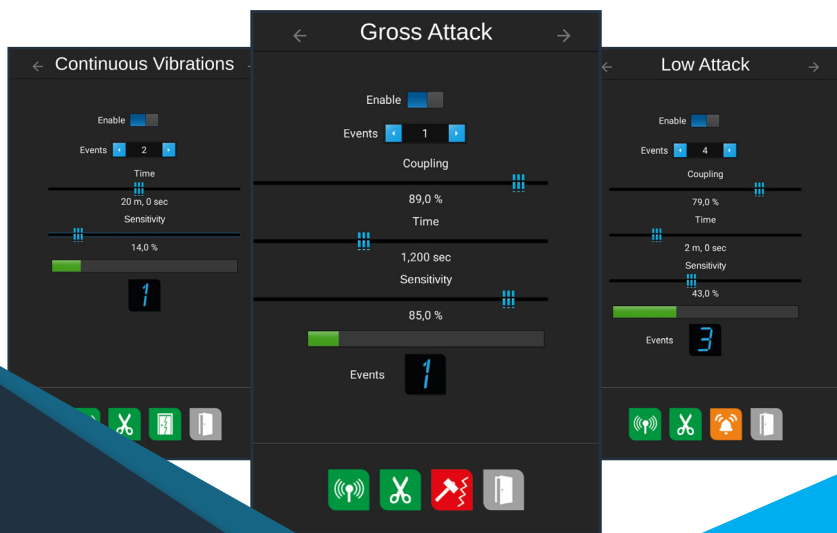 Continuous Vibrations
Enable
Events 2
Time
20 m, 0 sec
Sensitivity
14,0 %
1
Gross Attack
Enable
Events 1
Coupling
89,0 %
Time
1,200 sec
Sensitivity
85,0 %
Events 1
Low Attack
Enable
Events 4
Coupling
79,0 %
Time
2 m, 0 sec
Sensitivity
43,0 %
Events 3